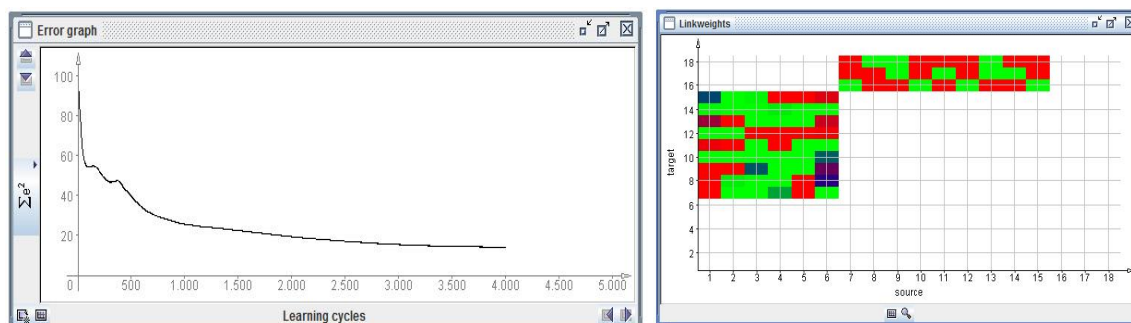 Error graph
100
80
60
40
20
0 500 1.000 1.500 2.000 2.500 3.000 3.500 4.000 4.500 5.000
∑e²
Learning cycles
Linkweights
18
16
14
12
10
8
6
4
2
target
1 2 3 4 5 6 7 8 9 10 11 12 13 14 15 16 17 18
source